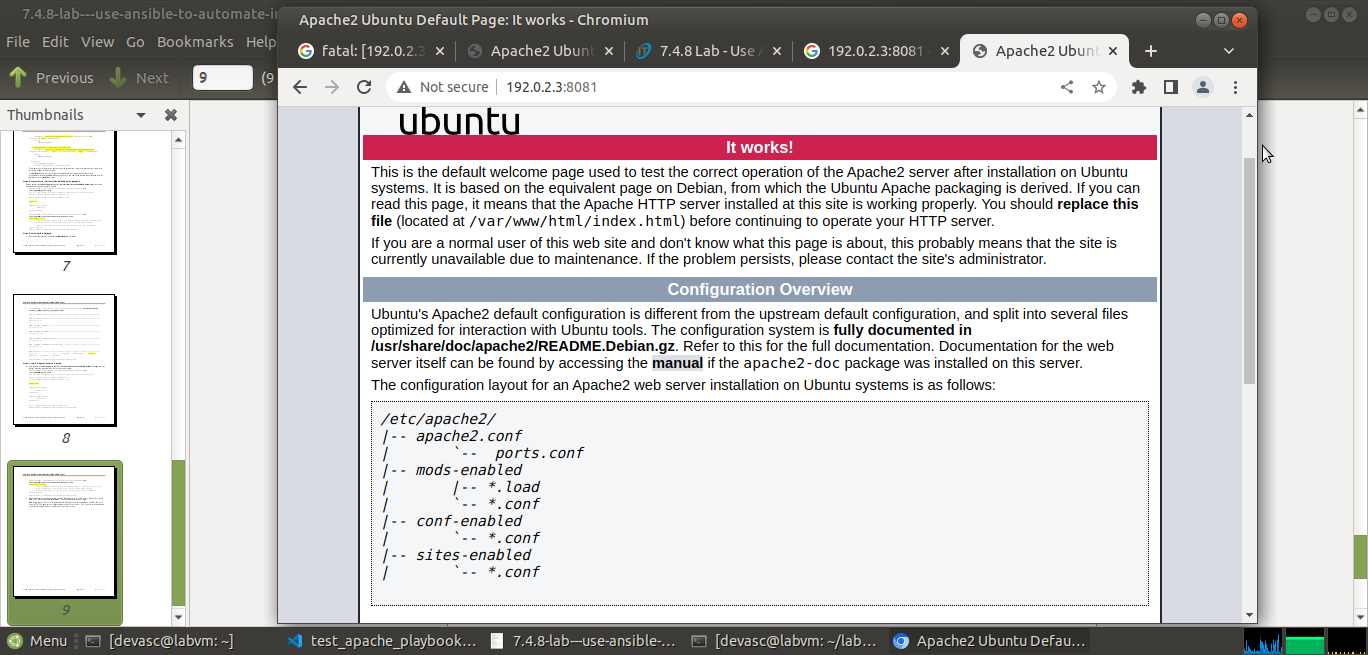 7.4.8-lab---use-ansible-to-automate-in
File Edit View Go Bookmarks Help
Previous Next 9 (9
Thumbnails
7
8
9
Apache2 Ubuntu Default Page: It works - Chromium
fatal: [192.0.2.3 Apache2 Ubunt 7.4.8 Lab - Use A 192.0.2.3:8081 - Apache2 Ubunt
Not secure 192.0.2.3:8081
ubuntu
It works!
This is the default welcome page used to test the correct operation of the Apache2 server after installation on Ubuntu
systems. It is based on the equivalent page on Debian, from which the Ubuntu Apache packaging is derived. If you can
read this page, it means that the Apache HTTP server installed at this site is working properly. You should replace this
file (located at /var/www/html/index.html) before continuing to operate your HTTP server.
If you are a normal user of this web site and don't know what this page is about, this probably means that the site is
currently unavailable due to maintenance. If the problem persists, please contact the site's administrator.
Configuration Overview
Ubuntu's Apache2 default configuration is different from the upstream default configuration, and split into several files
optimized for interaction with Ubuntu tools. The configuration system is fully documented in
/usr/share/doc/apache2/README.Debian.gz. Refer to this for the full documentation. Documentation for the web
server itself can be found by accessing the manual if the apache2-doc package was installed on this server.
The configuration layout for an Apache2 web server installation on Ubuntu systems is as follows:
/etc/apache2/
|-- apache2.conf
|       `--  ports.conf
|-- mods-enabled
|       |-- *.load
|       `-- *.conf
|-- conf-enabled
|       `-- *.conf
|-- sites-enabled
|       `-- *.conf
Menu [devasc@labvm: ~] test_apache_playbook... 7.4.8-lab---use-ansible-... [devasc@labvm: ~/lab... Apache2 Ubuntu Defau...